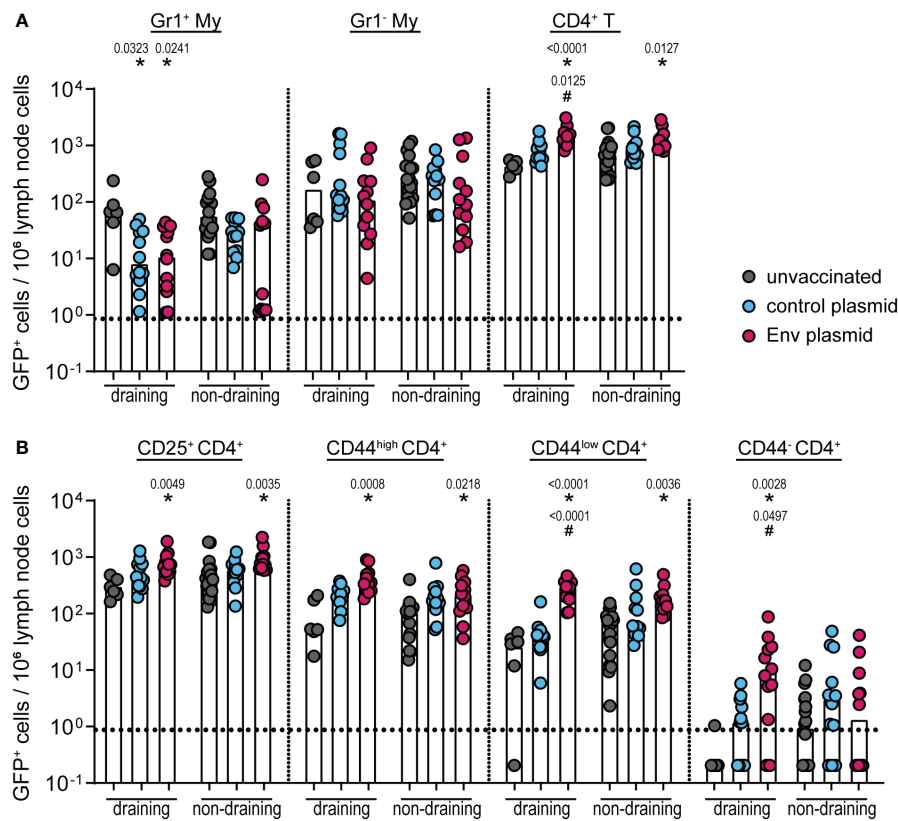 A
Gr1⁺ My
Gr1⁻ My
CD4⁺ T
0.0323 0.0241
* *
<0.0001
*
0.0125
#
0.0127
*
GFP⁺ cells / 10⁶ lymph node cells
10⁴
10³
10²
10¹
10⁰
10⁻¹
draining non-draining draining non-draining draining non-draining
unvaccinated
control plasmid
Env plasmid
B
CD25⁺ CD4⁺
CD44ʰⁱᵍʰ CD4⁺
CD44ˡᵒʷ CD4⁺
CD44⁻ CD4⁺
0.0049 0.0035 0.0008 0.0218 <0.0001 0.0036 0.0028
* * * * * * *
<0.0001 0.0497
# #
GFP⁺ cells / 10⁶ lymph node cells
10⁴
10³
10²
10¹
10⁰
10⁻¹
draining non-draining draining non-draining draining non-draining draining non-draining